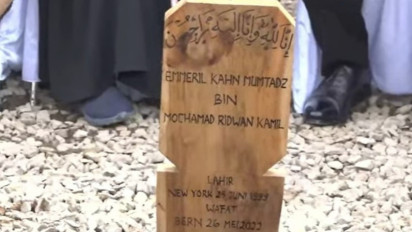 إنا لله وإنا إليه راجعون
EMMERIL KAHN MUMTADZ
BIN
MOCHAMAD RIDWAN KAMIL
LAHIR
NEW YORK 25 JUNI 1999
WAFAT
BERN 26 MEI 2022